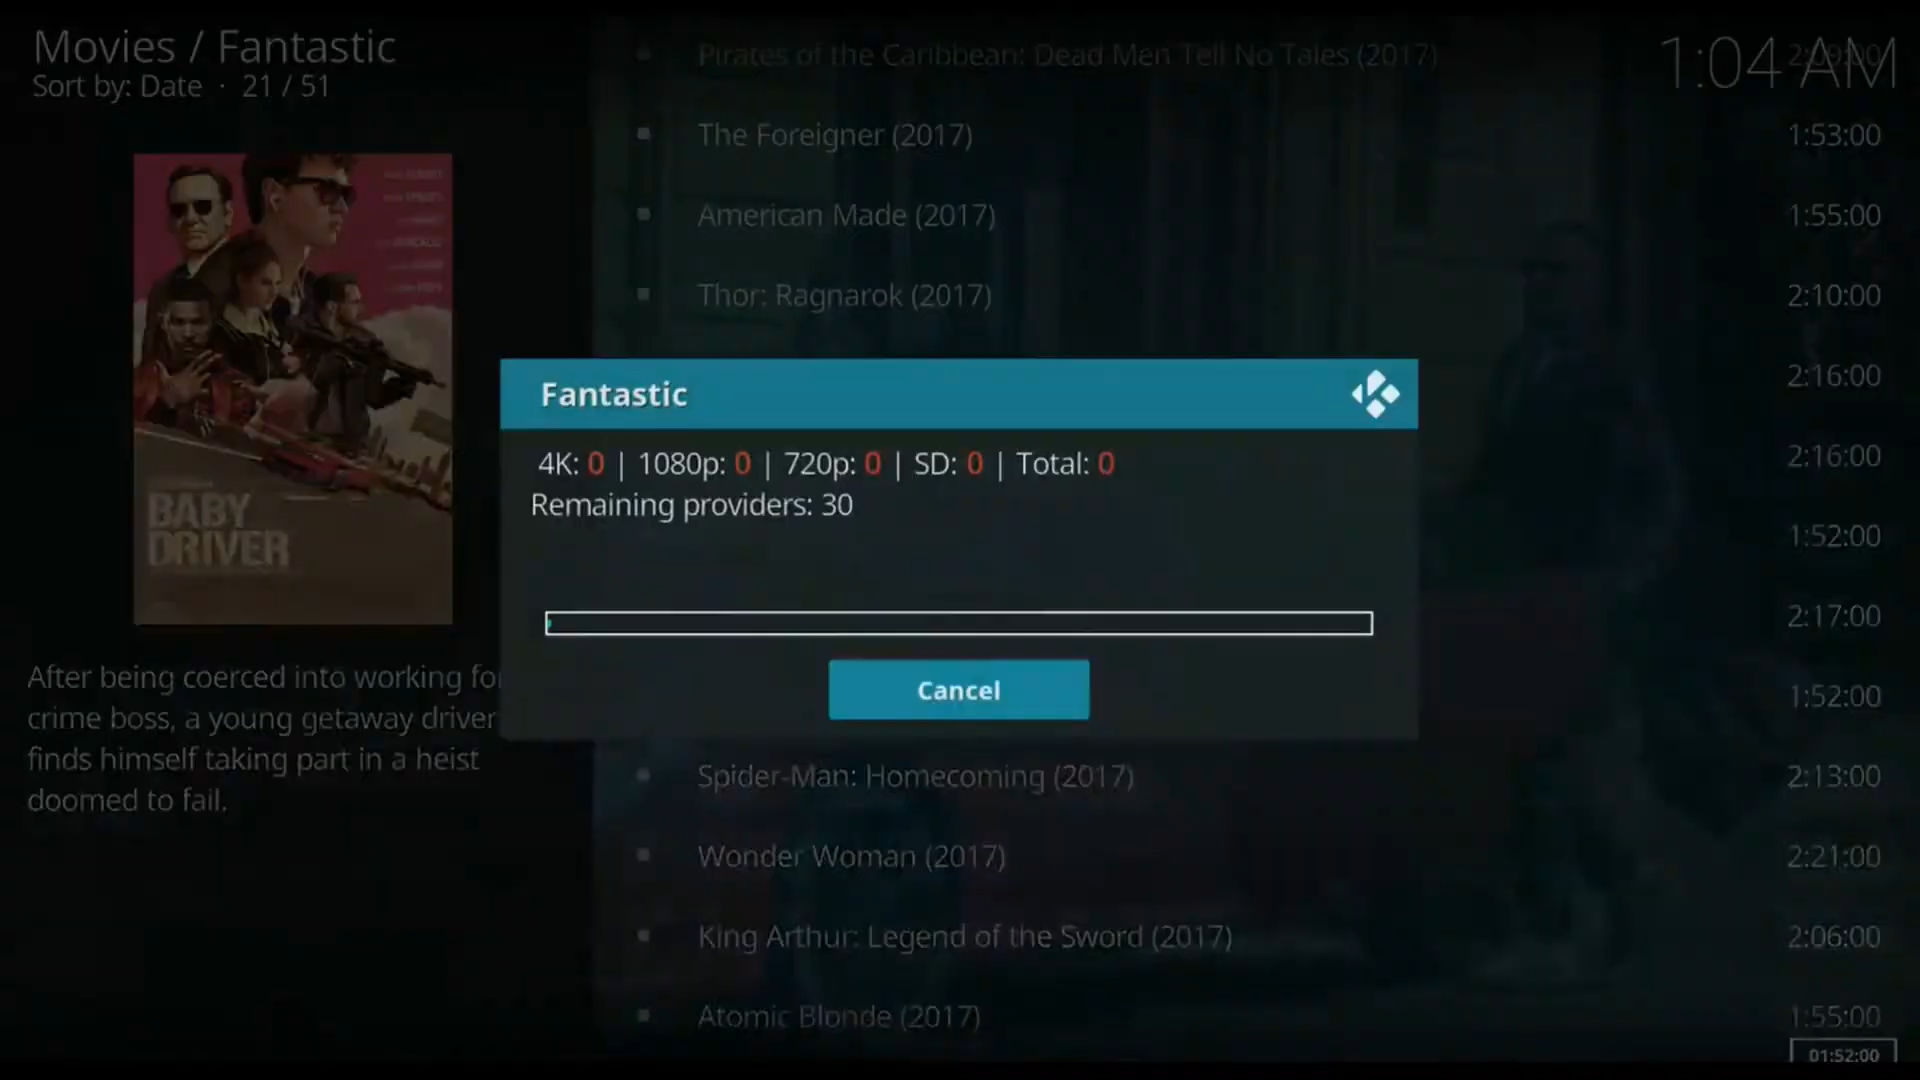 Movies / Fantastic
Sort by: Date · 21 / 51
1:04 AM
Pirates of the Caribbean: Dead Men Tell No Tales (2017) 2:09:00
The Foreigner (2017) 1:53:00
American Made (2017) 1:55:00
Thor: Ragnarok (2017) 2:10:00
2:16:00
2:16:00
1:52:00
2:17:00
1:52:00
Fantastic
4K: 0 | 1080p: 0 | 720p: 0 | SD: 0 | Total: 0
Remaining providers: 30
Cancel
BABY
DRIVER
After being coerced into working for
crime boss, a young getaway driver
finds himself taking part in a heist
doomed to fail.
Spider-Man: Homecoming (2017) 2:13:00
Wonder Woman (2017) 2:21:00
King Arthur: Legend of the Sword (2017) 2:06:00
Atomic Blonde (2017) 1:55:00
01:52:00